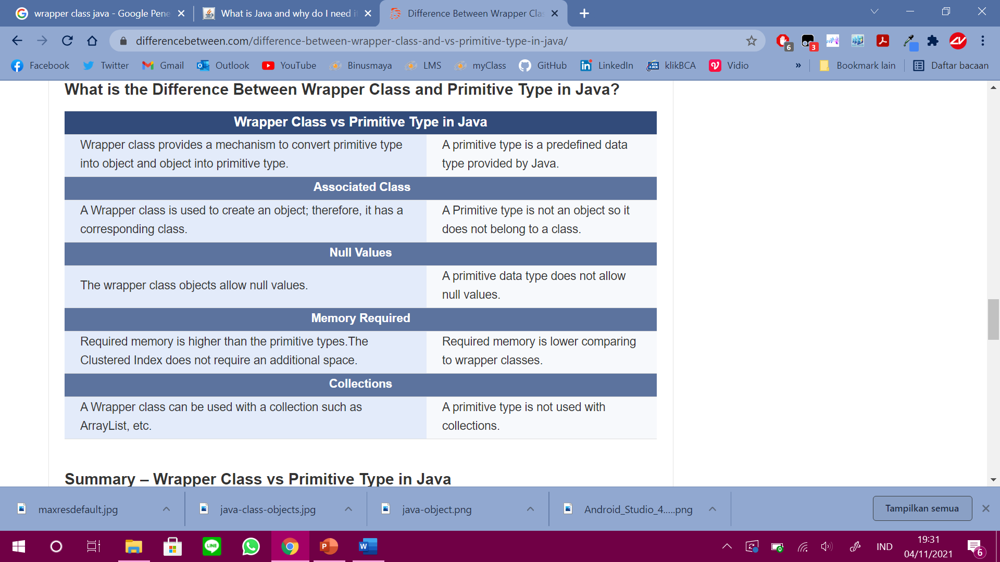 wrapper class java - Google Pene
What is Java and why do I need i
Difference Between Wrapper Clas
differencebetween.com/difference-between-wrapper-class-and-vs-primitive-type-in-java/
6
3
Facebook
Twitter
Gmail
Outlook
YouTube
Binusmaya
LMS
myClass
GitHub
LinkedIn
klikBCA
Vidio
»
Bookmark lain
Daftar bacaan
What is the Difference Between Wrapper Class and Primitive Type in Java?
Wrapper Class vs Primitive Type in Java
Wrapper class provides a mechanism to convert primitive type
into object and object into primitive type.
A primitive type is a predefined data
type provided by Java.
Associated Class
A Wrapper class is used to create an object; therefore, it has a
corresponding class.
A Primitive type is not an object so it
does not belong to a class.
Null Values
The wrapper class objects allow null values.
A primitive data type does not allow
null values.
Memory Required
Required memory is higher than the primitive types.The
Clustered Index does not require an additional space.
Required memory is lower comparing
to wrapper classes.
Collections
A Wrapper class can be used with a collection such as
ArrayList, etc.
A primitive type is not used with
collections.
Summary – Wrapper Class vs Primitive Type in Java
maxresdefault.jpg
java-class-objects.jpg
java-object.png
Android_Studio_4.....png
Tampilkan semua
LINE
IND
19:31
04/11/2021
6